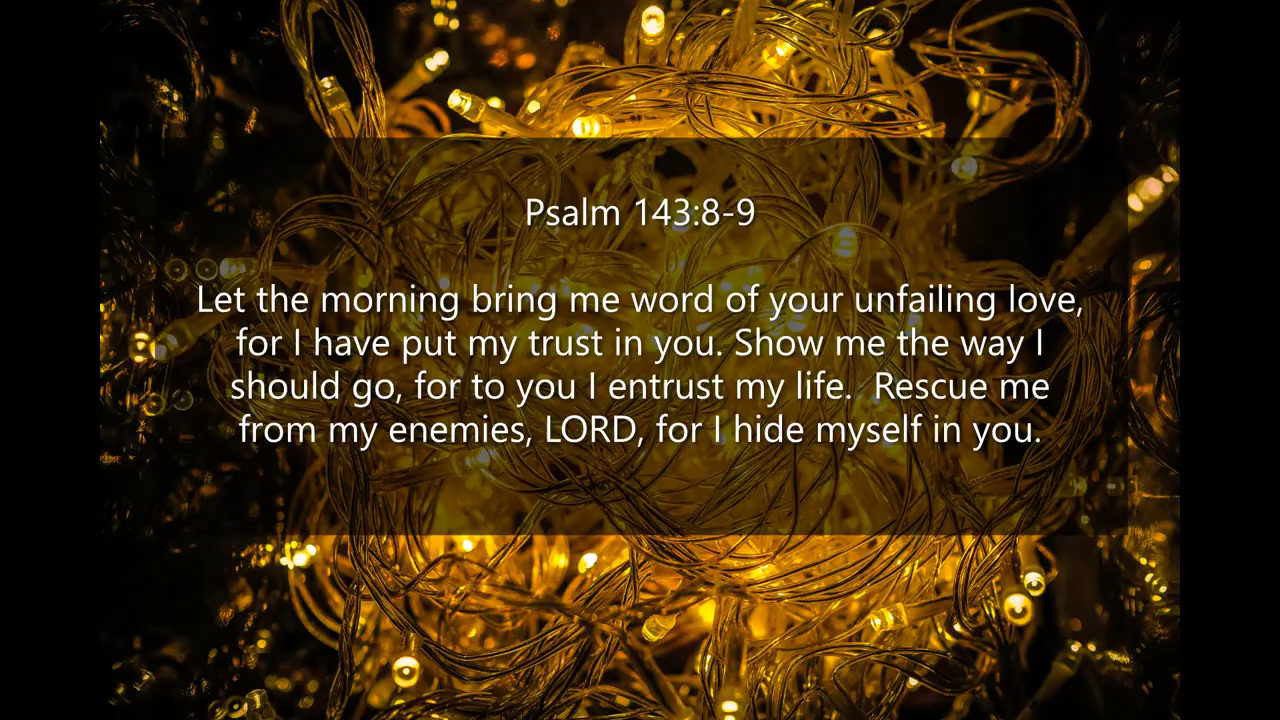 Psalm 143:8-9
Let the morning bring me word of your unfailing love,
for I have put my trust in you. Show me the way I
should go, for to you I entrust my life.  Rescue me
from my enemies, LORD, for I hide myself in you.